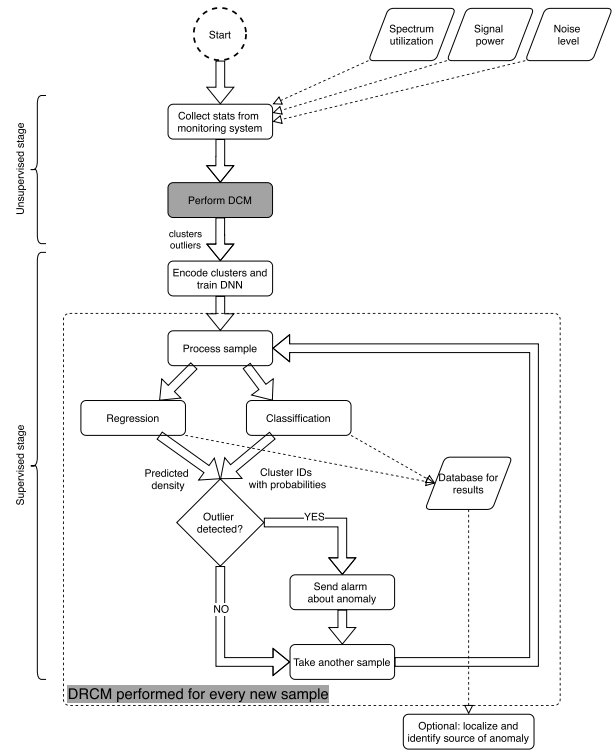 Start
Spectrum
utilization
Signal
power
Noise
level
Collect stats from
monitoring system
Unsupervised stage
Perform DCM
clusters
outliers
Encode clusters and
train DNN
Process sample
Regression
Classiffication
Supervised stage
Predicted
density
Cluster IDs
with probabilities
Database for
results
Outlier
detected?
YES
Send alarm
about anomaly
NO
Take another sample
DRCM performed for every new sample
Optional: localize and
identify source of anomaly